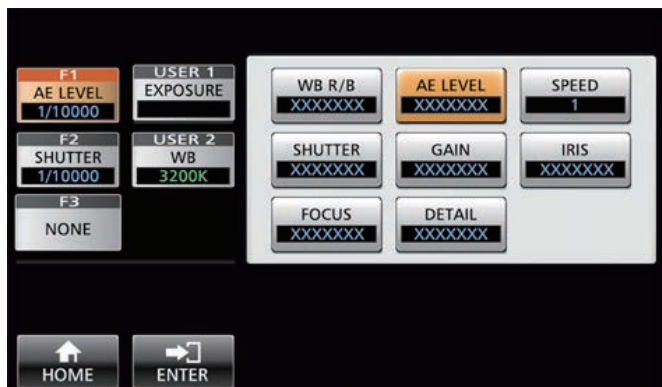 F1
AE LEVEL
1/10000
USER 1
EXPOSURE
F2
SHUTTER
1/10000
USER 2
WB
3200K
F3
NONE
WB R/B
XXXXXXX
AE LEVEL
XXXXXXX
SPEED
1
SHUTTER
XXXXXXX
GAIN
XXXXXXX
IRIS
XXXXXXX
FOCUS
XXXXXXX
DETAIL
XXXXXXX
HOME
ENTER